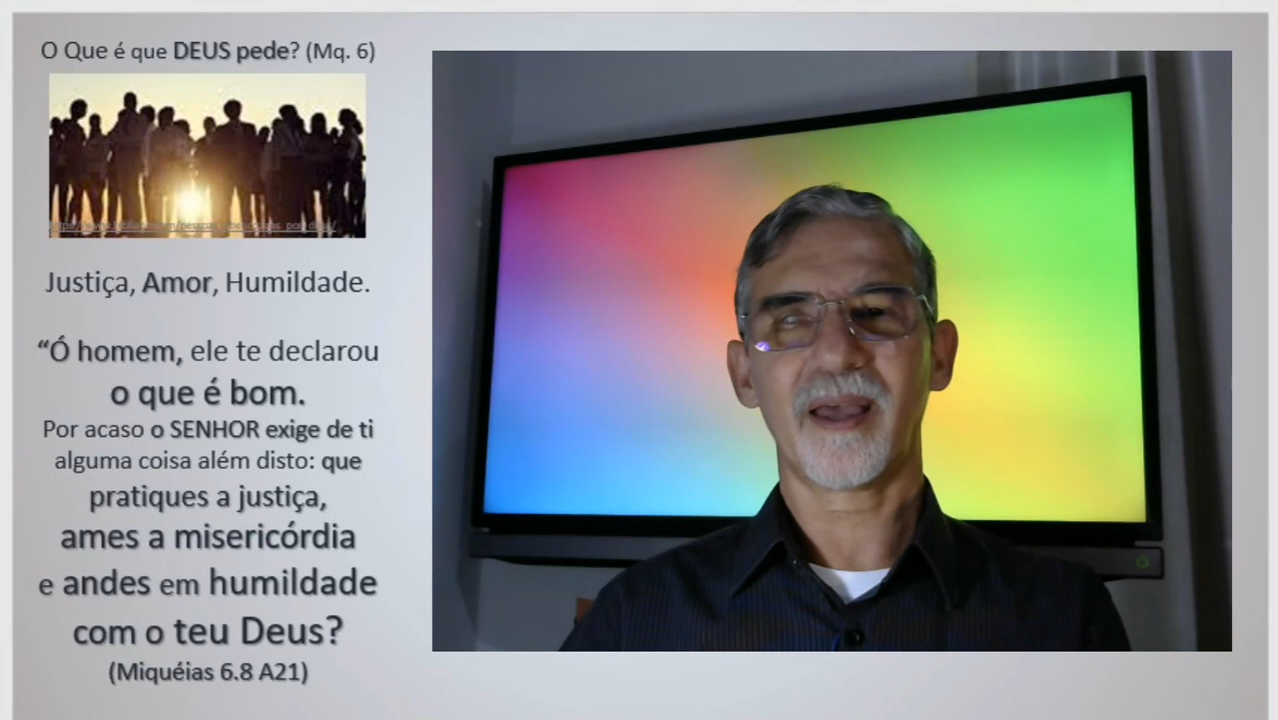 O Que é que DEUS pede? (Mq. 6)
Justiça, Amor, Humildade.
“Ó homem, ele te declarou
o que é bom.
Por acaso o SENHOR exige de ti
alguma coisa além disto: que
pratiques a justiça,
ames a misericórdia
e andes em humildade
com o teu Deus?
(Miquéias 6.8 A21)